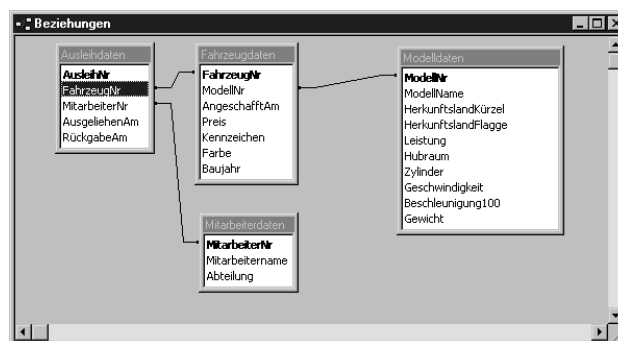 Beziehungen
Ausleihdaten
AusleihNr
FahrzeugNr
MitarbeiterNr
AusgeliehenAm
RückgabeAm
Fahrzeugdaten
FahrzeugNr
ModellNr
AngeschafftAm
Preis
Kennzeichen
Farbe
Baujahr
Modelldaten
ModellNr
ModellName
HerkunftslandKürzel
HerkunftslandFlagge
Leistung
Hubraum
Zylinder
Geschwindigkeit
Beschleunigung100
Gewicht
Mitarbeiterdaten
MitarbeiterNr
Mitarbeitername
Abteilung